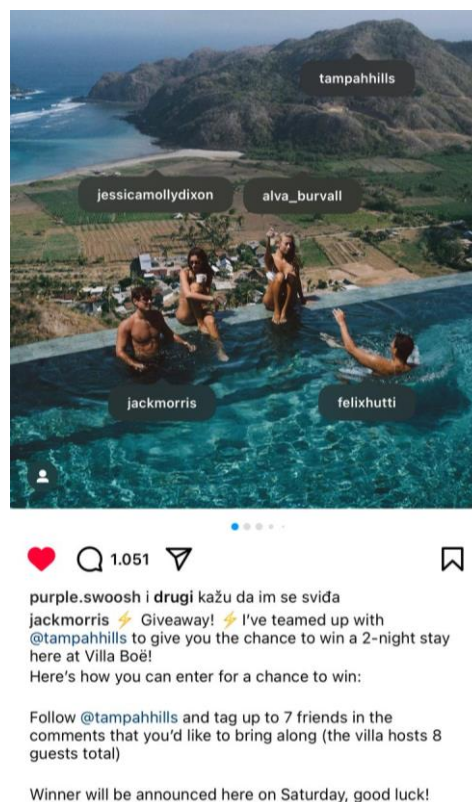 tampahhills
jessicamollydixon
alva_burvall
jackmorris
felixhutti
1.051
purple.swoosh i drugi kažu da im se sviđa
jackmorris ⚡ Giveaway! ⚡ I've teamed up with
@tampahhills to give you the chance to win a 2-night stay
here at Villa Boë!
Here's how you can enter for a chance to win:
Follow @tampahhills and tag up to 7 friends in the
comments that you'd like to bring along (the villa hosts 8
guests total)
Winner will be announced here on Saturday, good luck!